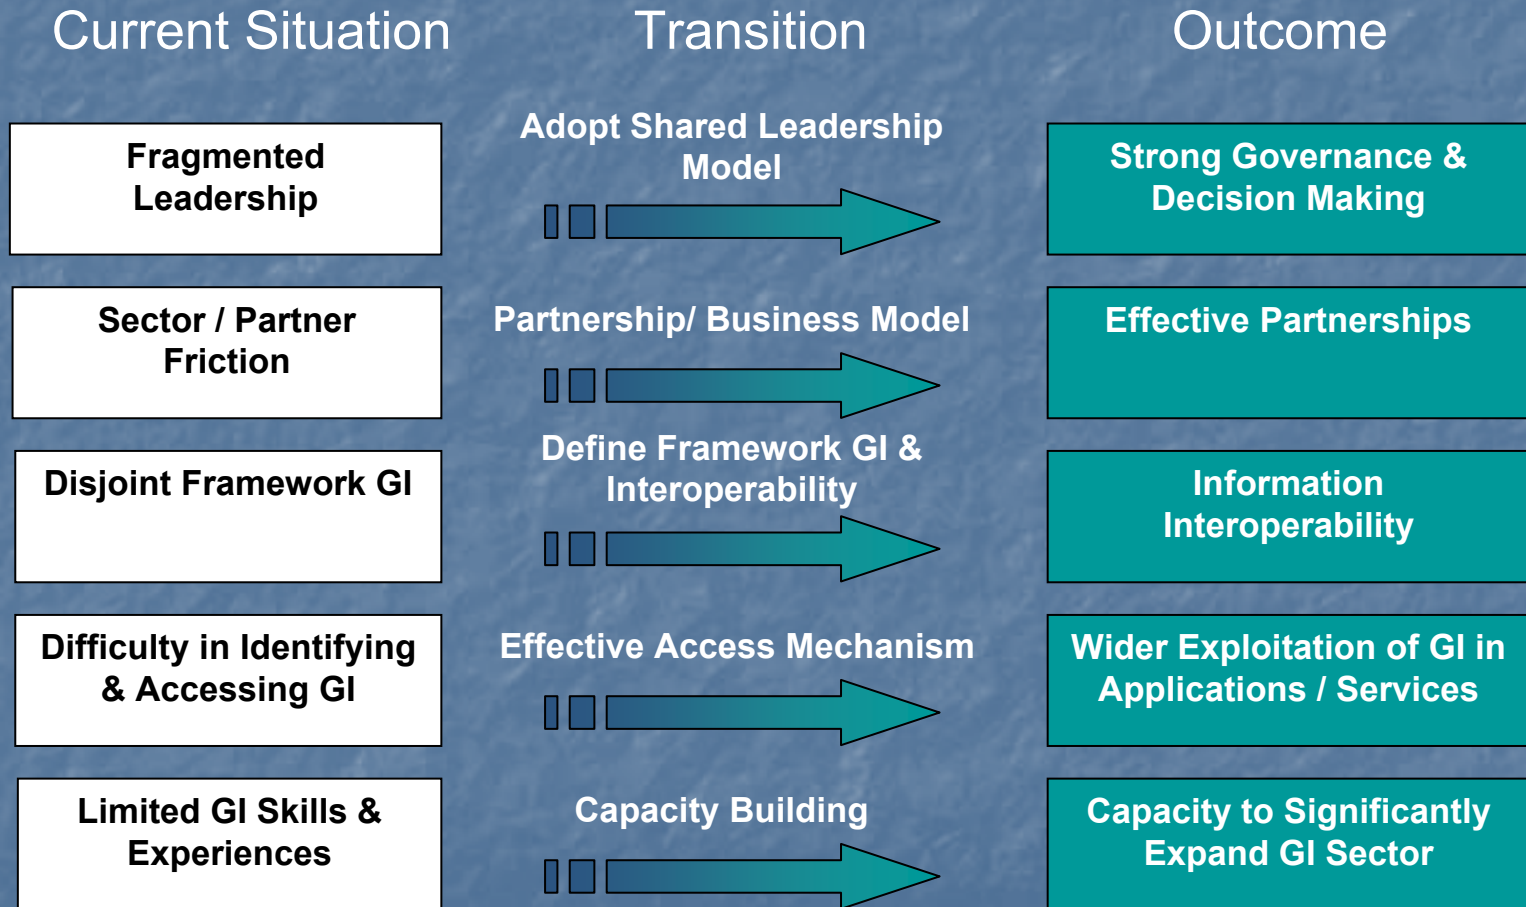 Current Situation
Transition
Outcome
Fragmented
Leadership
Adopt Shared Leadership
Model
Strong Governance &
Decision Making
Sector / Partner
Friction
Partnership/ Business Model
Effective Partnerships
Disjoint Framework GI
Define Framework GI &
Interoperability
Information
Interoperability
Difficulty in Identifying
& Accessing GI
Effective Access Mechanism
Wider Exploitation of GI in
Applications / Services
Limited GI Skills &
Experiences
Capacity Building
Capacity to Significantly
Expand GI Sector